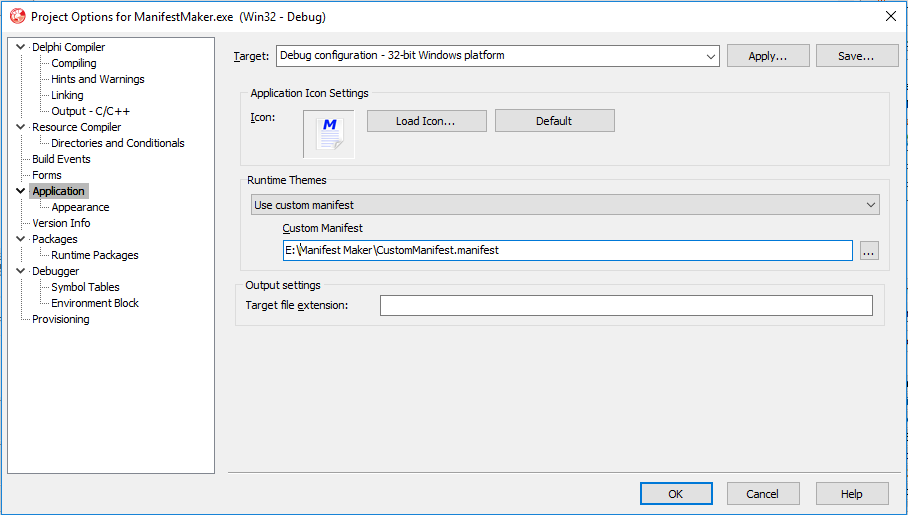 Project Options for ManifestMaker.exe (Win32 - Debug)
Delphi Compiler
Compiling
Hints and Warnings
Linking
Output - C/C++
Resource Compiler
Directories and Conditionals
Build Events
Forms
Application
Appearance
Version Info
Packages
Runtime Packages
Debugger
Symbol Tables
Environment Block
Provisioning
Target: Debug configuration - 32-bit Windows platform Apply... Save...
Application Icon Settings
Icon: M Load Icon... Default
Runtime Themes
Use custom manifest
Custom Manifest
E:\Manifest Maker\CustomManifest.manifest ...
Output settings
Target file extension:
OK Cancel Help